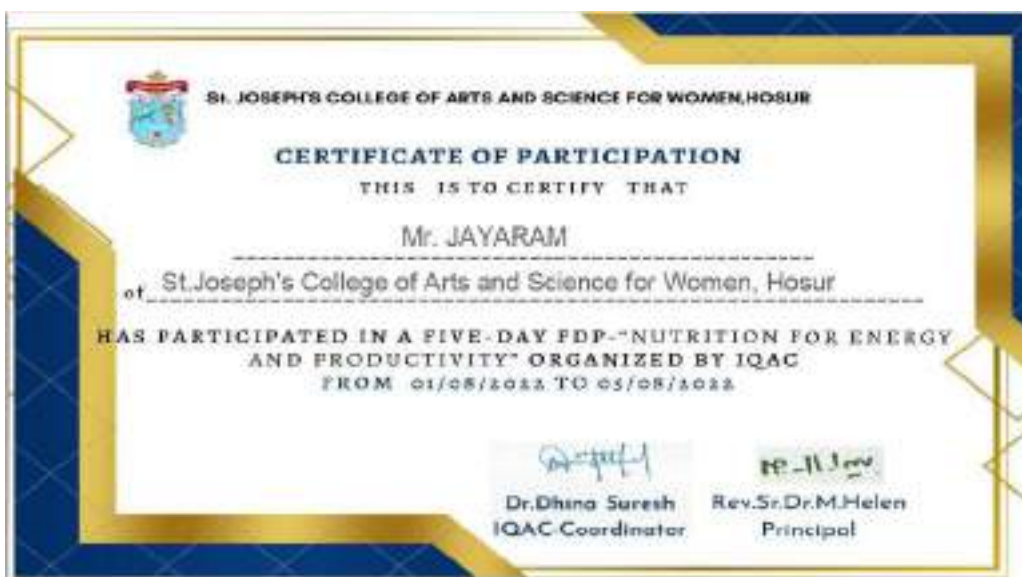 St. JOSEPH'S COLLEGE OF ARTS AND SCIENCE FOR WOMEN,HOSUR
CERTIFICATE OF PARTICIPATION
THIS IS TO CERTIFY THAT
Mr. JAYARAM
of St.Joseph's College of Arts and Science for Women, Hosur
HAS PARTICIPATED IN A FIVE-DAY FDP-"NUTRITION FOR ENERGY
AND PRODUCTIVITY" ORGANIZED BY IQAC
FROM 01/08/2022 TO 05/08/2022
Dr.Dhina Suresh Rev.Sr.Dr.M.Helen
IQAC-Coordinator Principal